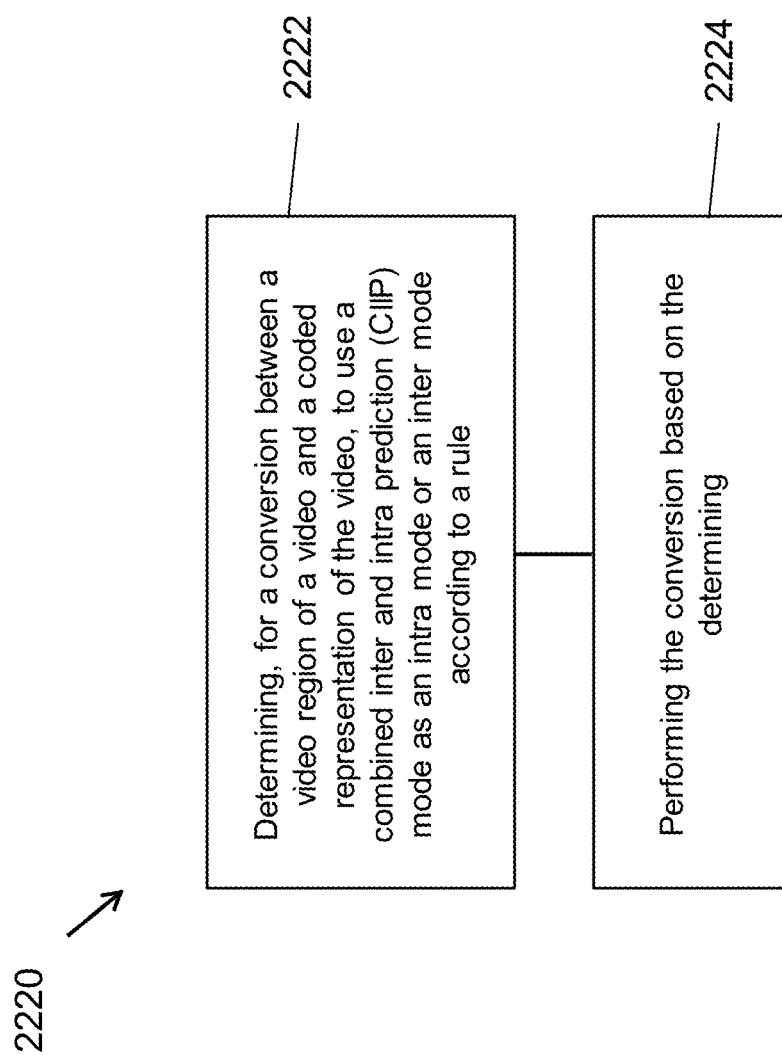 2220
Determining, for a conversion between a
video region of a video and a coded
representation of the video, to use a
combined inter and intra prediction (CIIP)
mode as an intra mode or an inter mode
according to a rule
2222
Performing the conversion based on the
determining
2224